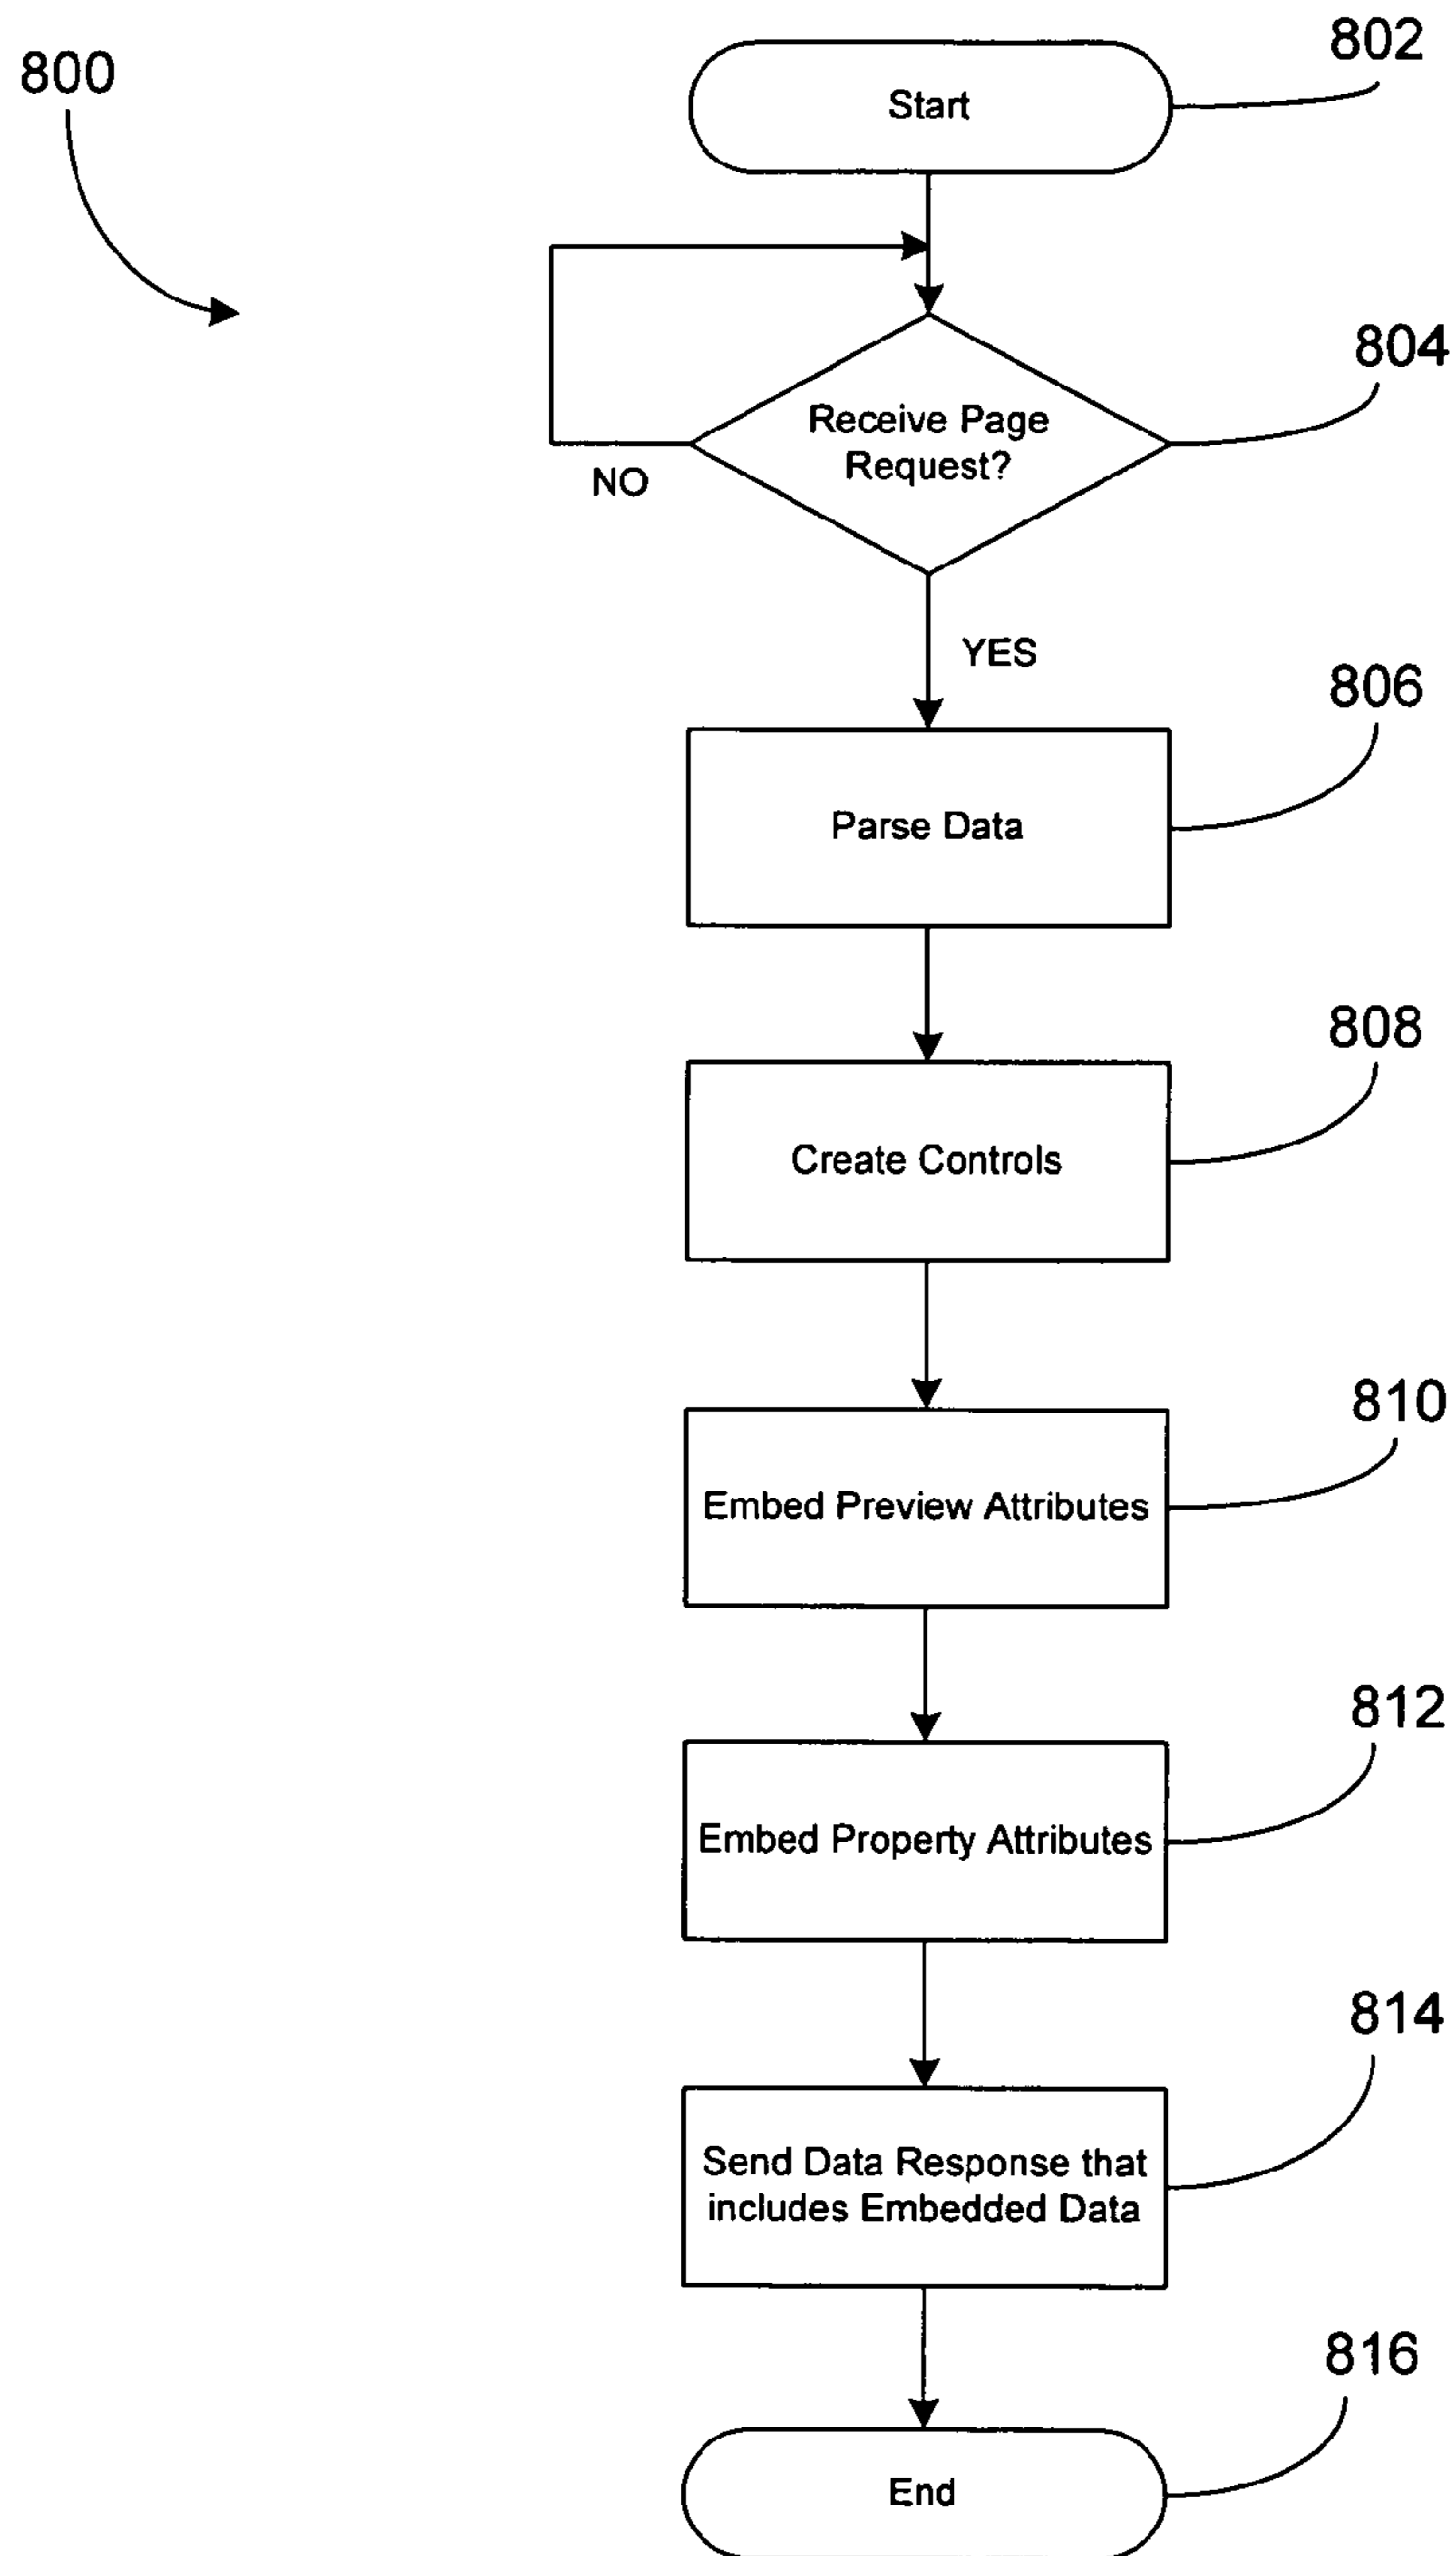 800
802
Start
804
Receive Page
Request?
NO
YES
806
Parse Data
808
Create Controls
810
Embed Preview Attributes
812
Embed Property Attributes
814
Send Data Response that
includes Embedded Data
816
End